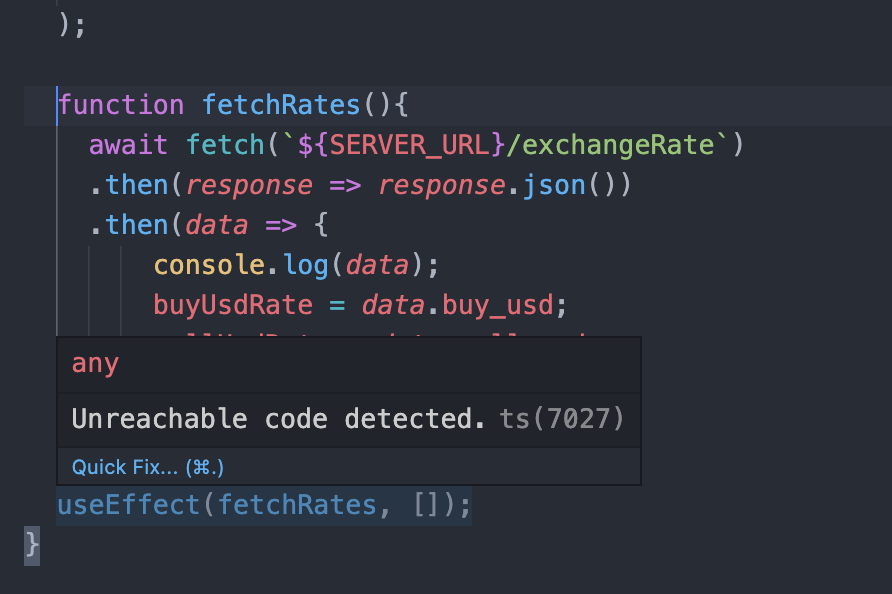 );
function fetchRates(){
await fetch(`${SERVER_URL}/exchangeRate`)
.then(response => response.json())
.then(data => {
console.log(data);
buyUsdRate = data.buy_usd;
any
Unreachable code detected. ts(7027)
Quick Fix... (⌘.)
useEffect(fetchRates, []);
}